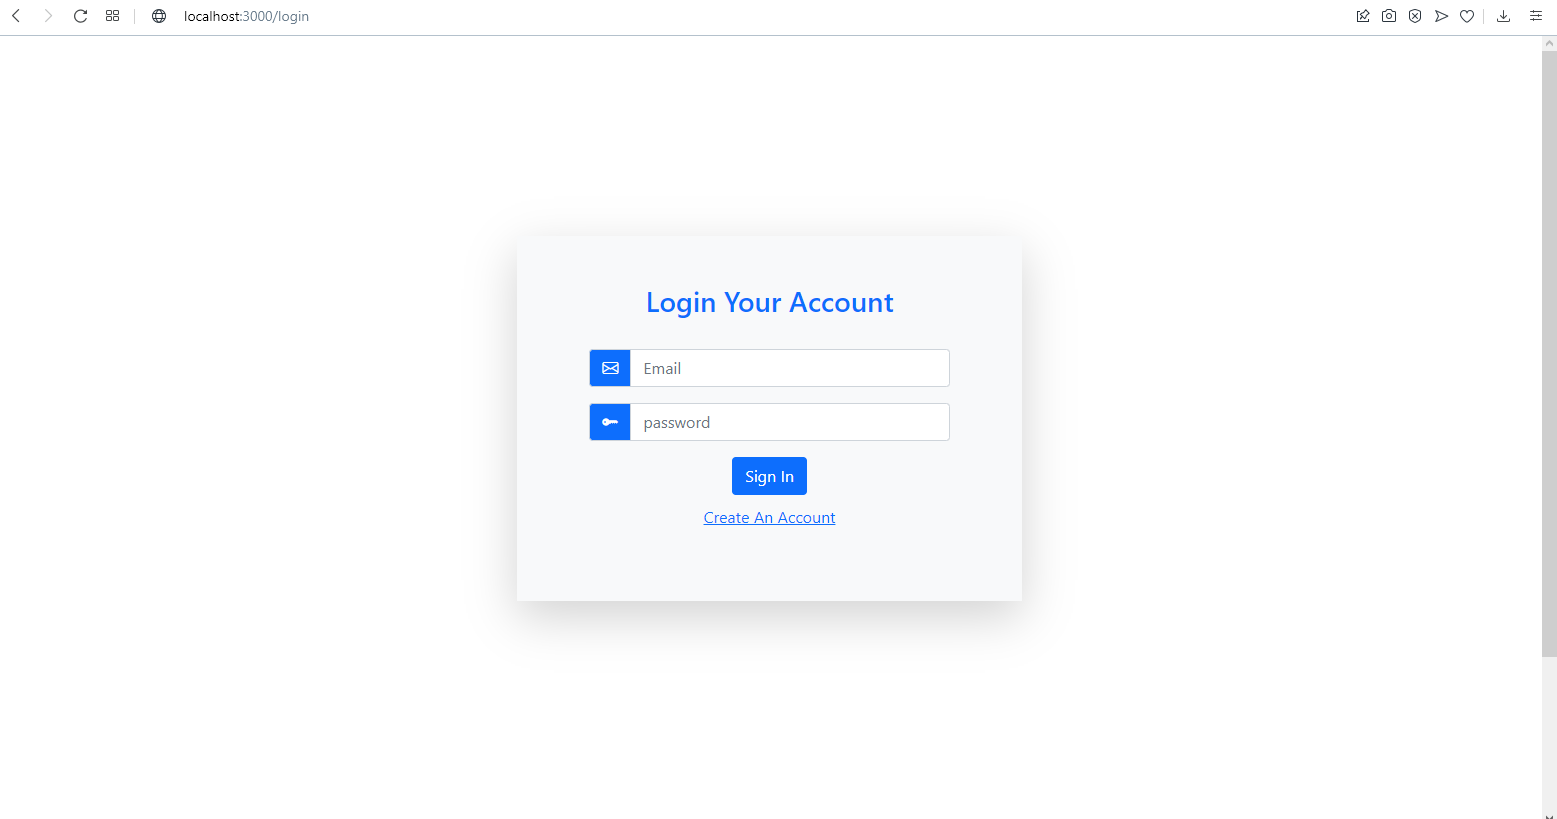 localhost:3000/login
Login Your Account
Email
password
Sign In
Create An Account